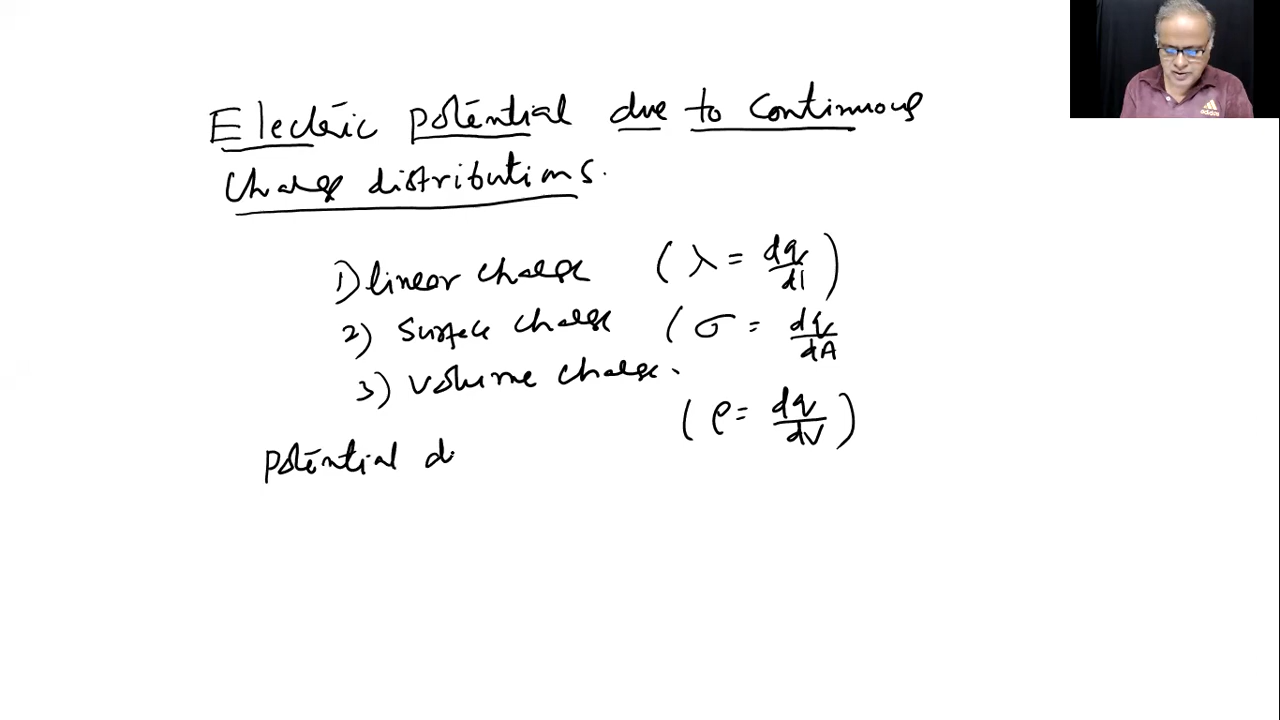 Electric potential due to continuous
charge distributions.
1) linear charge (λ = dq/dl)
2) Surface charge (σ = dq/dA
3) Volume charge.
(ρ = dq/dV)
potential d
adidas